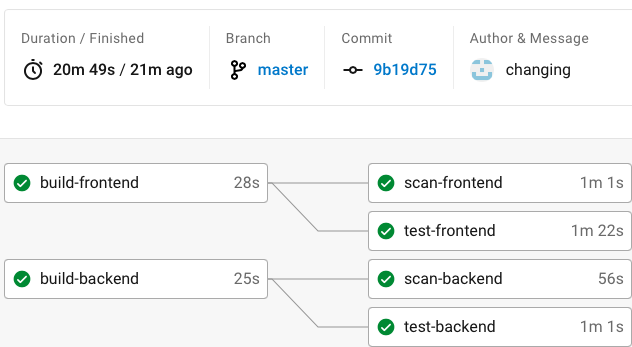 Duration / Finished
20m 49s / 21m ago
Branch
master
Commit
9b19d75
Author & Message
changing
build-frontend 28s
scan-frontend 1m 1s
test-frontend 1m 22s
build-backend 25s
scan-backend 56s
test-backend 1m 1s